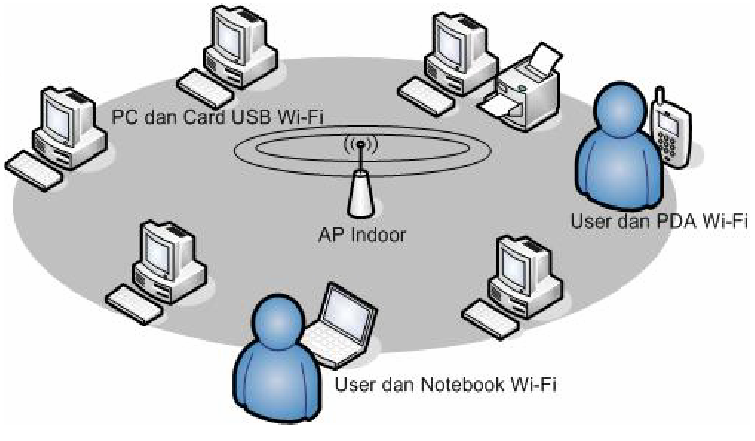 PC dan Card USB Wi-Fi
User dan PDA Wi-Fi
AP Indoor
User dan Notebook Wi-Fi